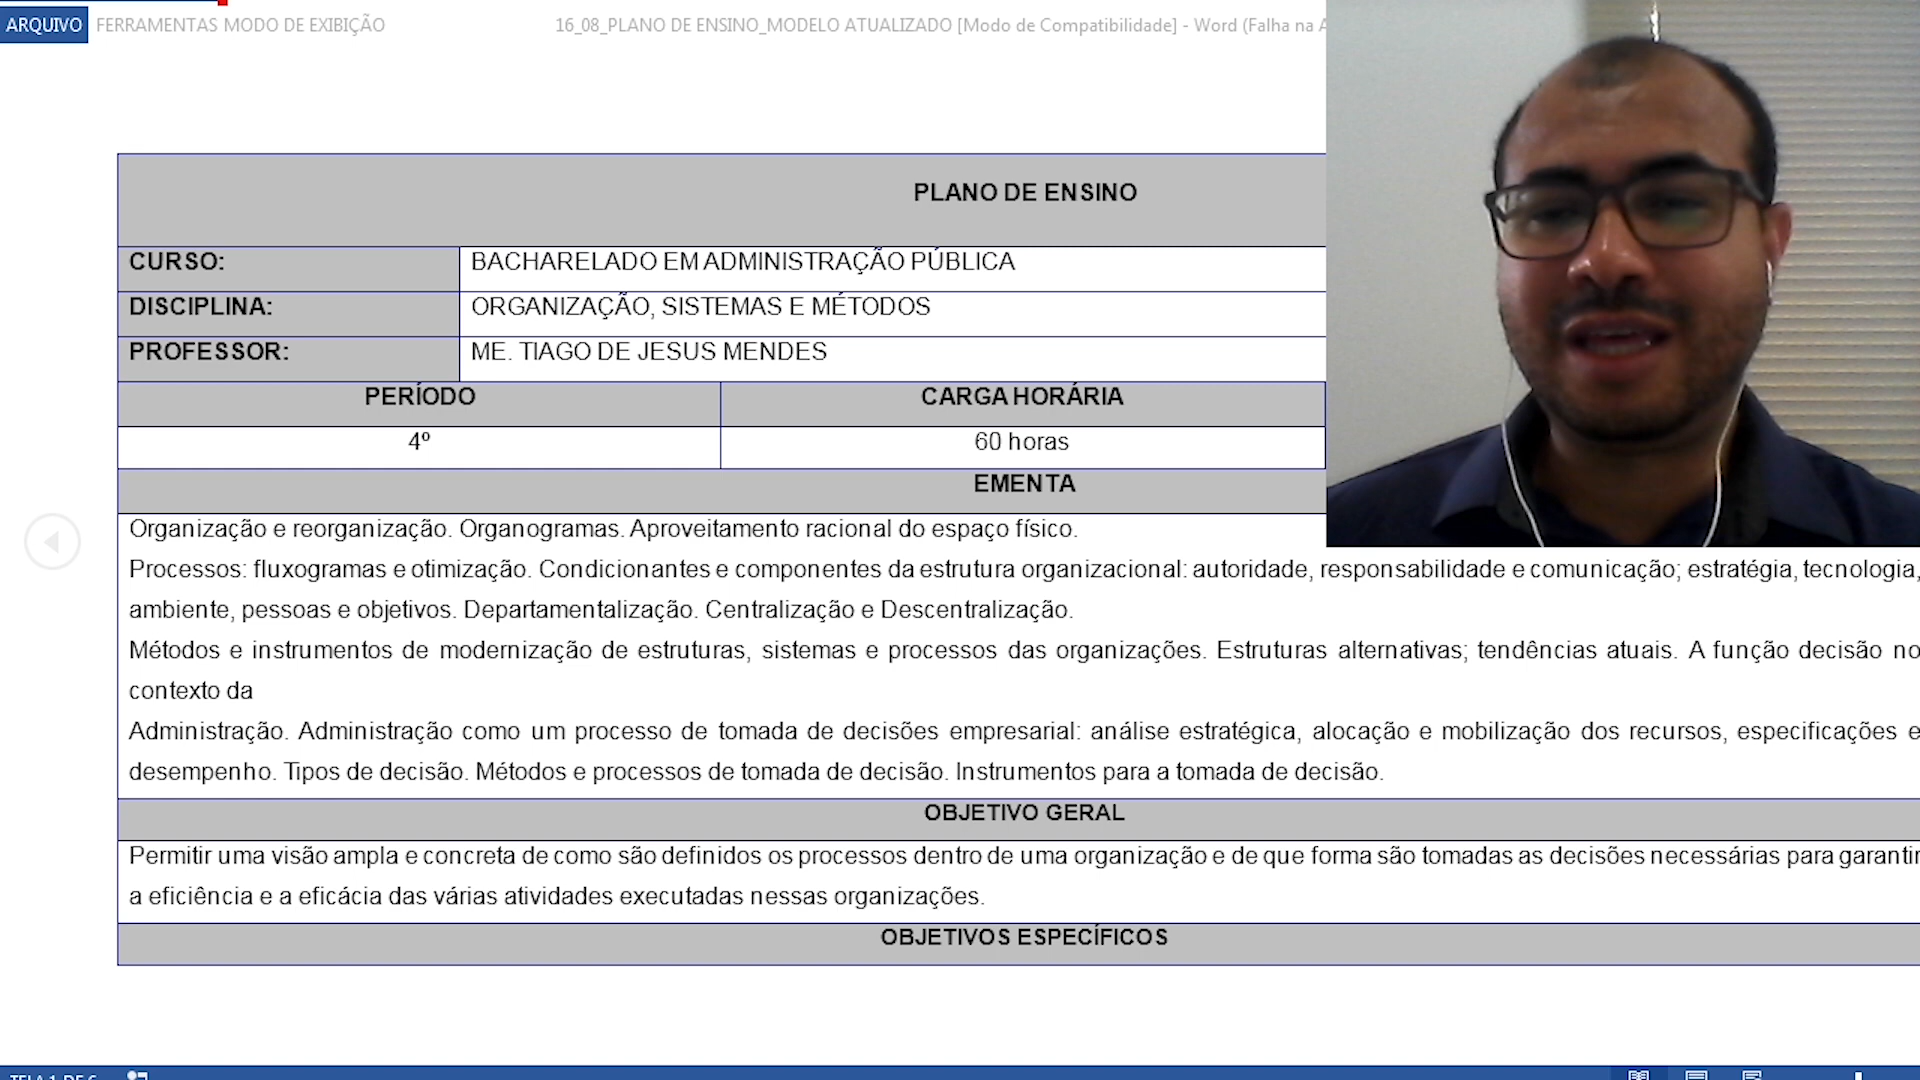 ARQUIVO FERRAMENTAS MODO DE EXIBIÇÃO
16_08_PLANO DE ENSINO_MODELO ATUALIZADO [Modo de Compatibilidade] - Word (Falha na
PLANO DE ENSINO
CURSO: BACHARELADO EM ADMINISTRAÇÃO PÚBLICA
DISCIPLINA: ORGANIZAÇÃO, SISTEMAS E MÉTODOS
PROFESSOR: ME. TIAGO DE JESUS MENDES
PERÍODO CARGA HORÁRIA
4º 60 horas
EMENTA
Organização e reorganização. Organogramas. Aproveitamento racional do espaço físico.
Processos: fluxogramas e otimização. Condicionantes e componentes da estrutura organizacional: autoridade, responsabilidade e comunicação; estratégia, tecnologia,
ambiente, pessoas e objetivos. Departamentalização. Centralização e Descentralização.
Métodos e instrumentos de modernização de estruturas, sistemas e processos das organizações. Estruturas alternativas; tendências atuais. A função decisão no
contexto da
Administração. Administração como um processo de tomada de decisões empresarial: análise estratégica, alocação e mobilização dos recursos, especificações e
desempenho. Tipos de decisão. Métodos e processos de tomada de decisão. Instrumentos para a tomada de decisão.
OBJETIVO GERAL
Permitir uma visão ampla e concreta de como são definidos os processos dentro de uma organização e de que forma são tomadas as decisões necessárias para garantir
a eficiência e a eficácia das várias atividades executadas nessas organizações.
OBJETIVOS ESPECÍFICOS